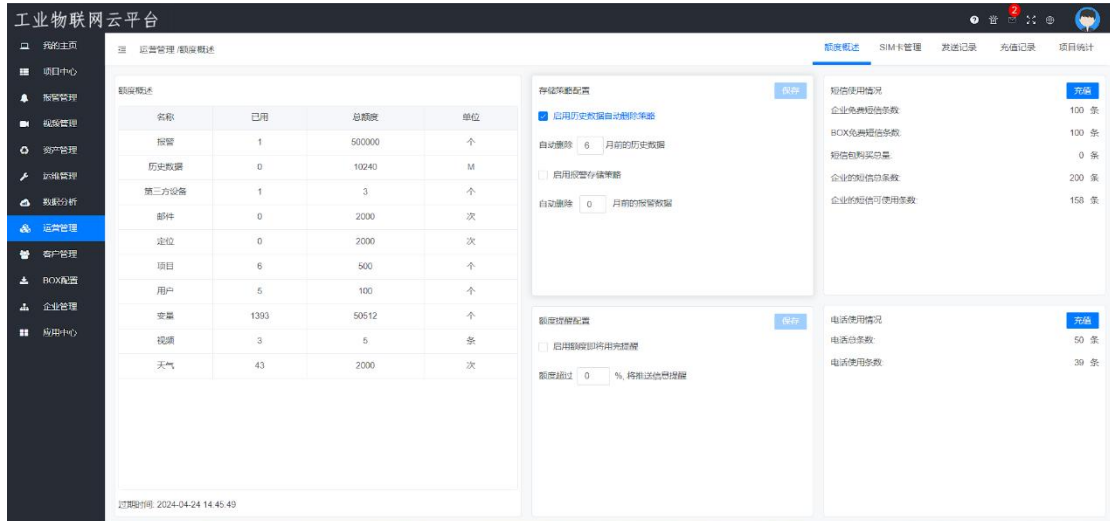 工业物联网云平台
2
我的主页
项目中心
报警管理
视频管理
资产管理
运维管理
数据分析
运营管理
客户管理
BOX配置
企业管理
应用中心
运营管理 /额度概述
额度概述 SIM卡管理 发送记录 充值记录 项目统计
额度概述
名称 已用 总额度 单位
报警 1 500000 个
历史数据 0 10240 M
第三方设备 1 3 个
邮件 0 2000 次
定位 0 2000 次
项目 6 500 个
用户 5 100 个
变量 1393 50512 个
视频 3 5 条
天气 43 2000 次
过期时间: 2024-04-24 14:45:49
存储策略配置 保存
启用历史数据自动删除策略
自动删除 6 月前的历史数据
启用报警存储策略
自动删除 0 月前的报警数据
额度提醒配置 保存
启用额度即将用完提醒
额度超过 0 %, 将推送信息提醒
短信使用情况 充值
企业免费短信条数: 100 条
BOX免费短信条数: 100 条
短信包购买总量: 0 条
企业的短信总条数: 200 条
企业的短信可使用条数: 158 条
电话使用情况 充值
电话总条数: 50 条
电话使用条数: 39 条